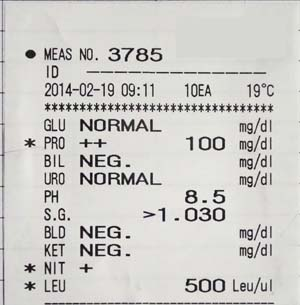 ● MEAS NO. 3785
ID ------------------
2014-02-19 09:11 10EA 19°C
************************************
GLU NORMAL mg/dl
* PRO ++ 100 mg/dl
BIL NEG. mg/dl
URO NORMAL mg/dl
PH 8.5
S.G. >1.030
BLD NEG. mg/dl
KET NEG. mg/dl
* NIT +
* LEU 500 Leu/ul